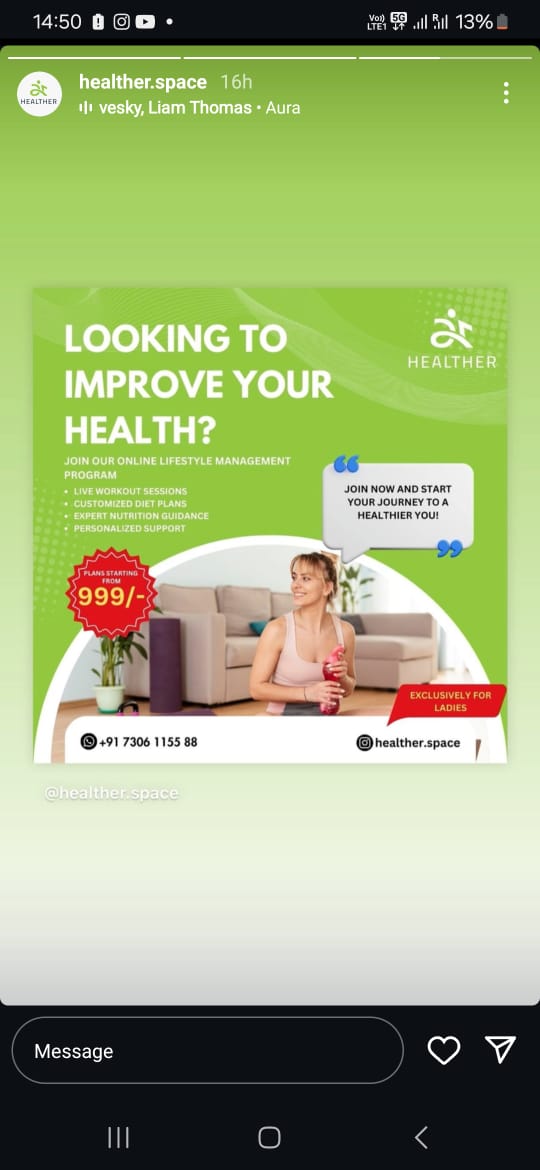 14:50
Vo) LTE1 5G R 13%
healther.space 16h
vesky, Liam Thomas • Aura
HEALTHER
LOOKING TO
IMPROVE YOUR
HEALTH?
HEALTHER
JOIN OUR ONLINE LIFESTYLE MANAGEMENT
PROGRAM
• LIVE WORKOUT SESSIONS
• CUSTOMIZED DIET PLANS
• EXPERT NUTRITION GUIDANCE
• PERSONALIZED SUPPORT
“
JOIN NOW AND START
YOUR JOURNEY TO A
HEALTHIER YOU!
”
PLANS STARTING
FROM
999/-
EXCLUSIVELY FOR
LADIES
+91 7306 1155 88
healther.space
@healther.space
Message